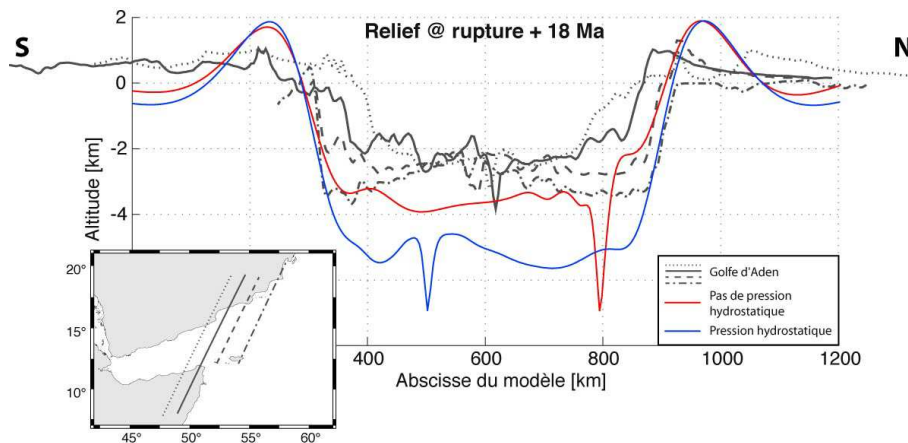 Relief @ rupture + 18 Ma
S
N
Altitude [km]
2
0
-2
-4
400
600
800
1000
1200
Abscisse du modèle [km]
Golfe d'Aden
Pas de pression
hydrostatique
Pression hydrostatique
20°
15°
10°
45°
50°
55°
60°